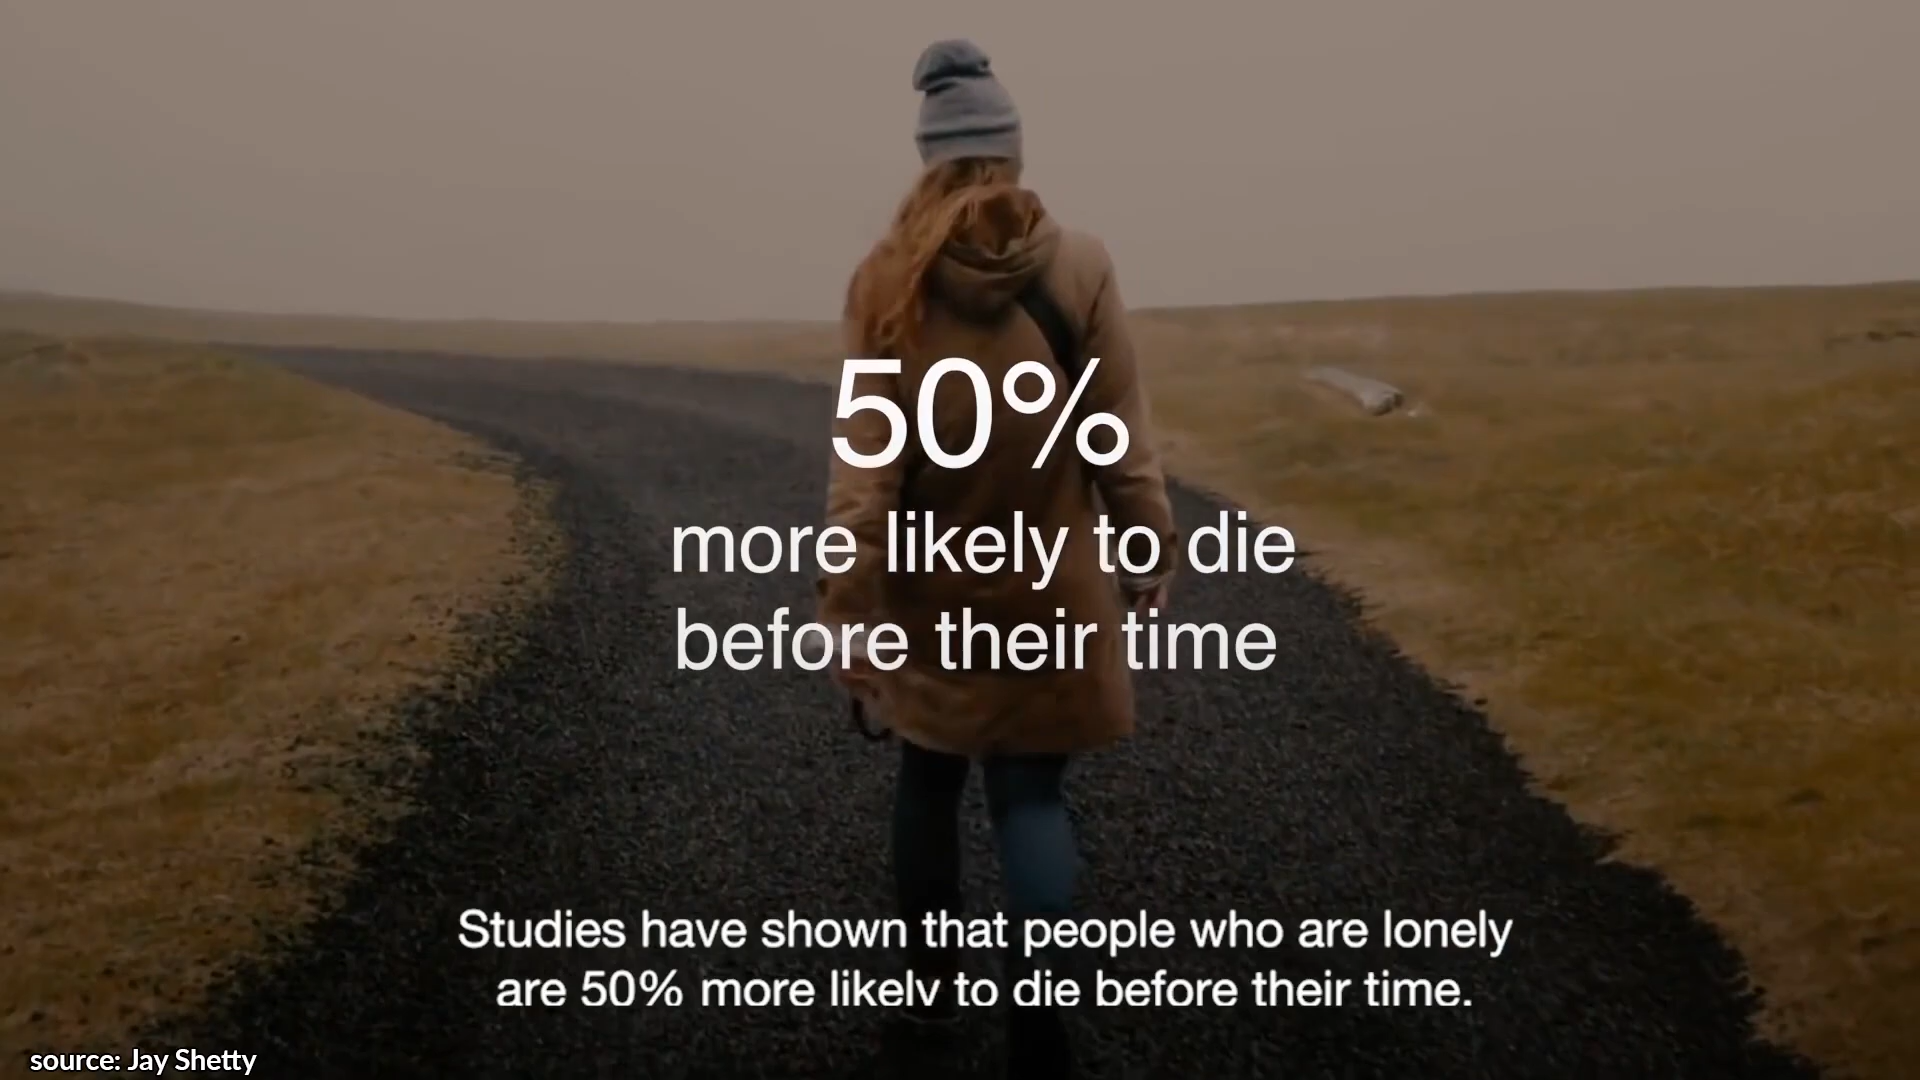 50%
more likely to die
before their time
Studies have shown that people who are lonely
are 50% more likely to die before their time.
source: Jay Shetty